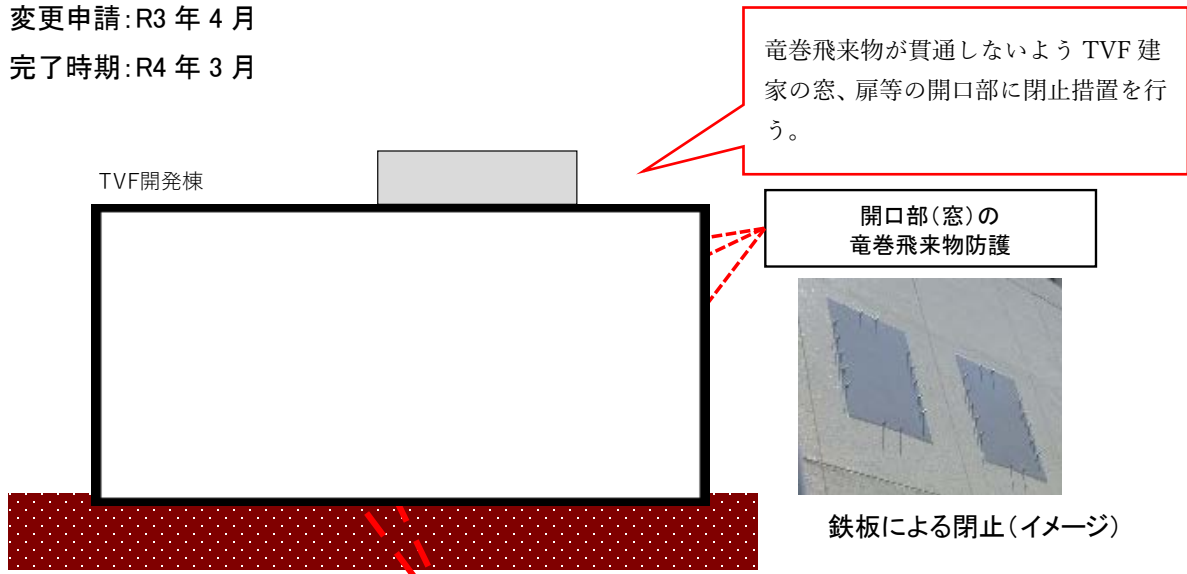 変更申請:R3 年 4 月
完了時期:R4 年 3 月
竜巻飛来物が貫通しないよう TVF 建
家の窓、扉等の開口部に閉止措置を行
う。
TVF開発棟
開口部(窓)の
竜巻飛来物防護
鉄板による閉止(イメージ)